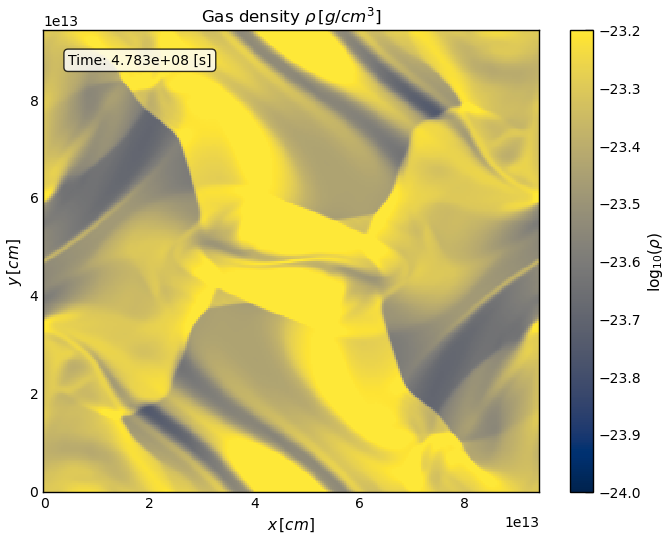 Gas density ρ [g/cm³]
1e13
Time: 4.783e+08 [s]
8
6
4
2
0
y [cm]
0 2 4 6 8
x [cm]
1e13
−23.2
−23.3
−23.4
−23.5
−23.6
−23.7
−23.8
−23.9
−24.0
log₁₀(ρ)